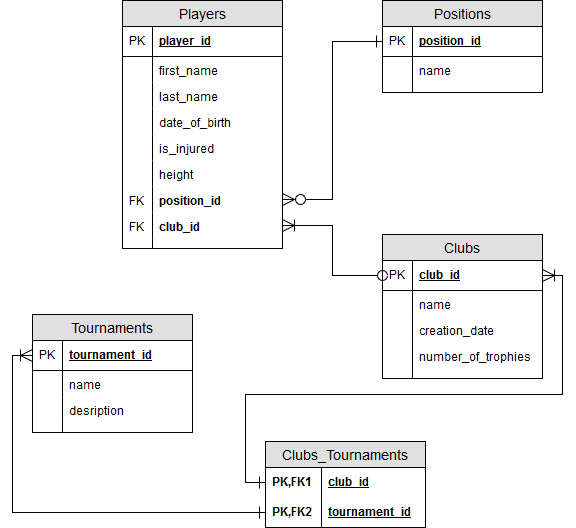 Players
PK player_id
first_name
last_name
date_of_birth
is_injured
height
FK position_id
FK club_id
Positions
PK position_id
name
Clubs
PK club_id
name
creation_date
number_of_trophies
Tournaments
PK tournament_id
name
desription
Clubs_Tournaments
PK,FK1 club_id
PK,FK2 tournament_id